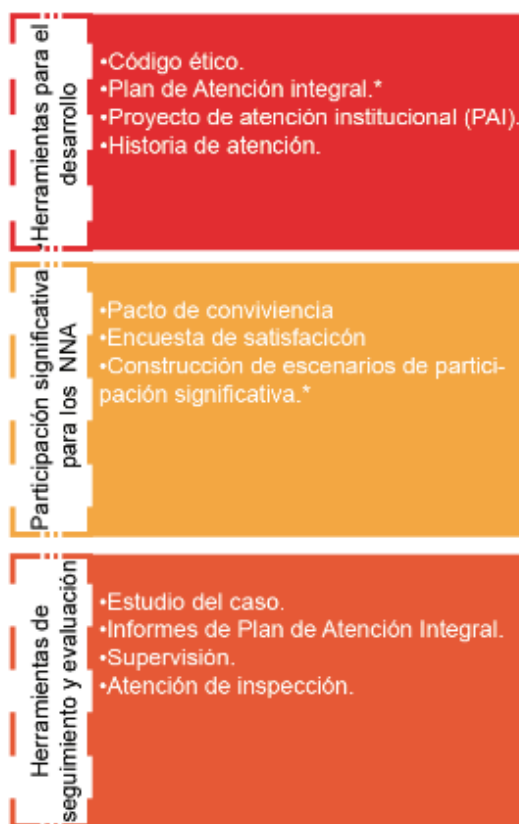 •Herramientas para el
desarrollo
•Código ético.
•Plan de Atención integral.*
•Proyecto de atención institucional (PAI).
•Historia de atención.
Participación significativa
para los NNA
•Pacto de conviviencia
•Encuesta de satisfacicón
•Construcción de escenarios de partici-
pación significativa.*
Herramientas de
seguimiento y evaluación
•Estudio del caso.
•Informes de Plan de Atención Integral.
•Supervisión.
•Atención de inspección.